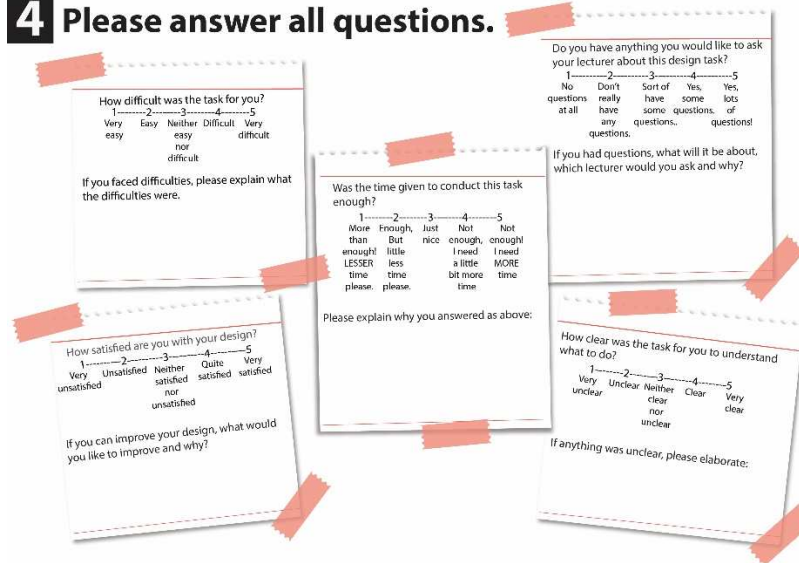 4 Please answer all questions.
How difficult was the task for you?
1--------2--------3--------4--------5
Very Easy Neither Difficult Very
easy easy difficult
nor
difficult
If you faced difficulties, please explain what
the difficulties were.
Do you have anything you would like to ask
your lecturer about this design task?
1----------2----------3----------4----------5
No Don't Sort of Yes, Yes,
questions really have some lots
at all have some questions. of
any questions.. questions!
questions.
If you had questions, what will it be about,
which lecturer would you ask and why?
Was the time given to conduct this task
enough?
1--------2--------3--------4--------5
More Enough, Just Not Not
than But nice enough, enough!
enough! little I need I need
LESSER less a little MORE
time time bit more time
please. please. time
Please explain why you answered as above:
How satisfied are you with your design?
1----------2----------3----------4----------5
Very Unsatisfied Neither Quite Very
unsatisfied satisfied satisfied satisfied
nor
unsatisfied
If you can improve your design, what would
you like to improve and why?
How clear was the task for you to understand
what to do?
1--------2--------3--------4--------5
Very Unclear Neither Clear Very
unclear clear clear
nor
unclear
If anything was unclear, please elaborate: